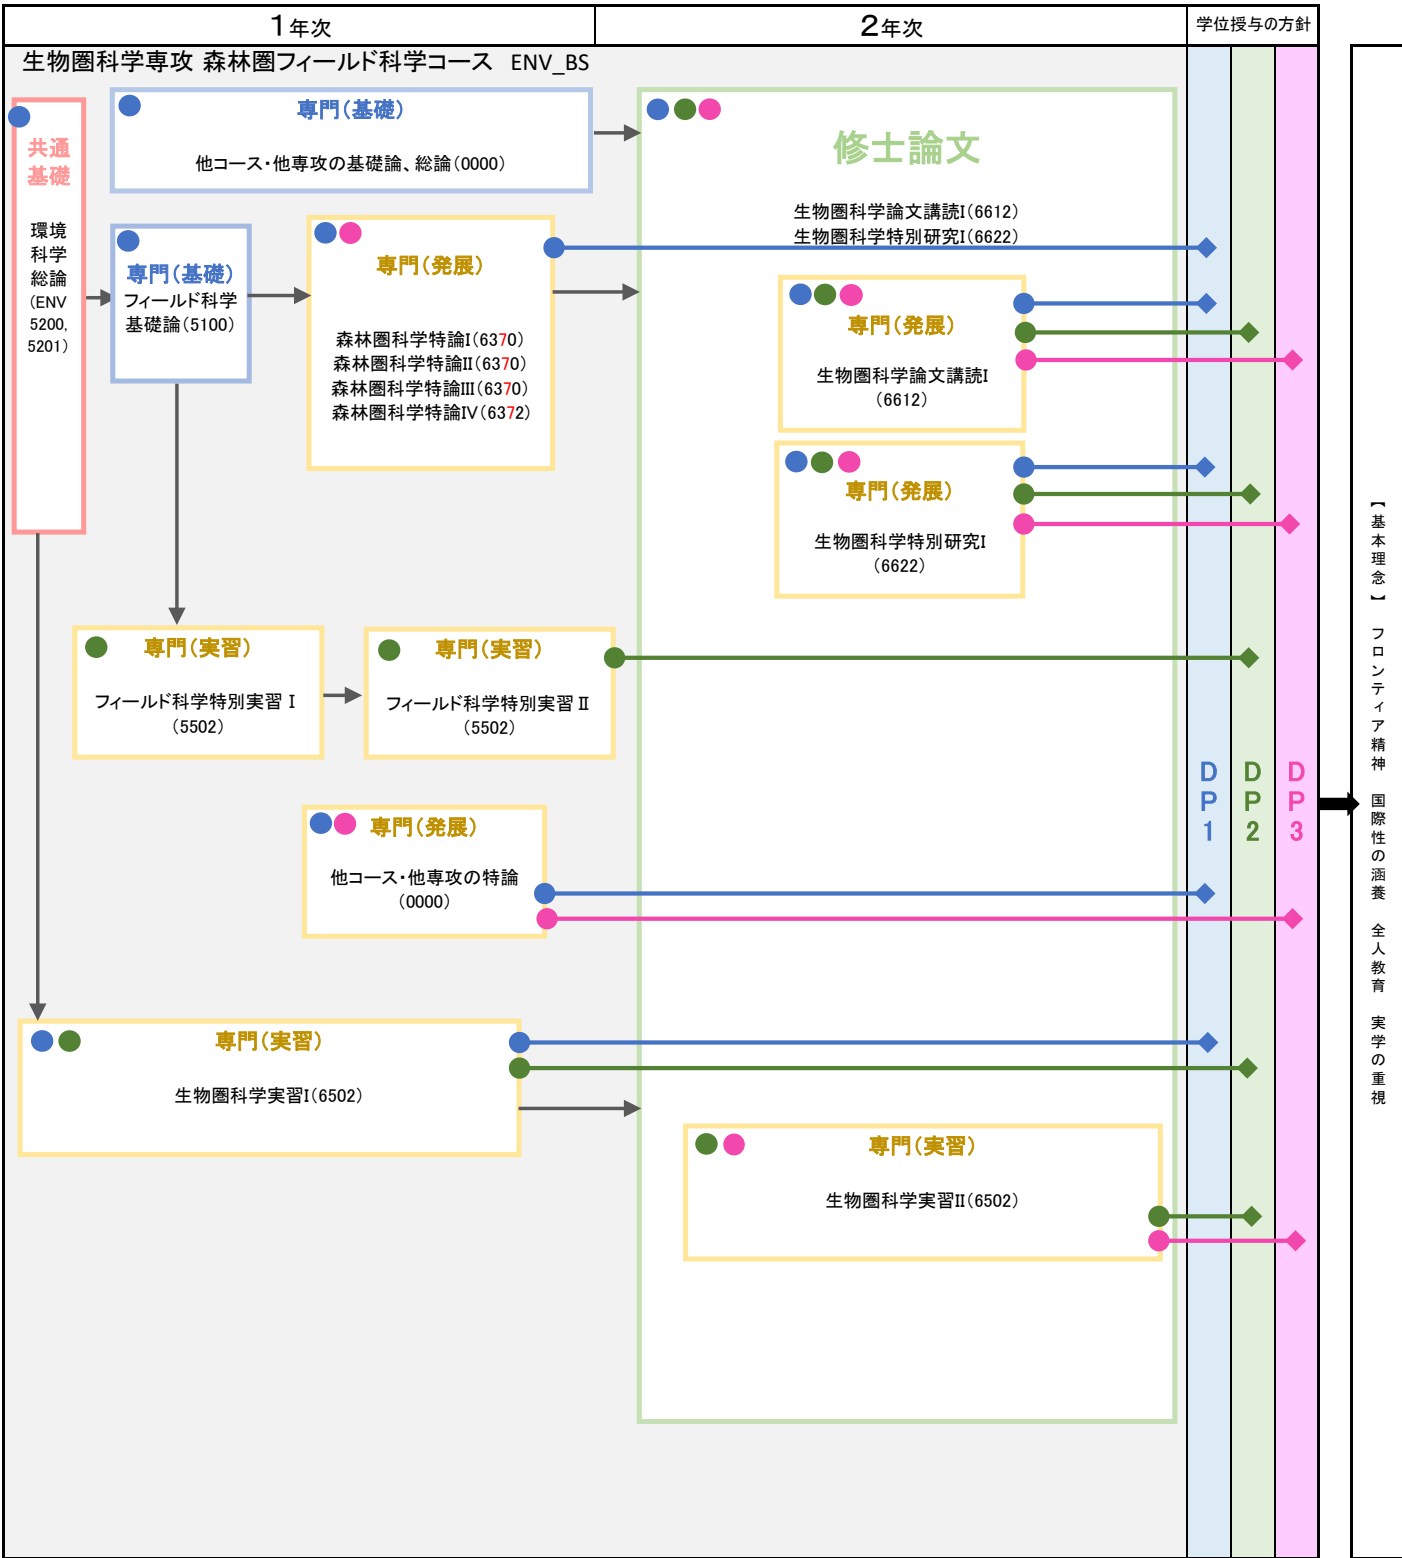 1年次
2年次
学位授与の方針
生物圏科学専攻 森林圏フィールド科学コース ENV_BS
共通
基礎
環境
科学
総論
(ENV
5200,
5201)
専門(基礎)
他コース・他専攻の基礎論、総論(0000)
専門(基礎)
フィールド科学
基礎論(5100)
専門(発展)
森林圏科学特論I(6370)
森林圏科学特論II(6370)
森林圏科学特論III(6370)
森林圏科学特論IV(6372)
修士論文
生物圏科学論文講読I(6612)
生物圏科学特別研究I(6622)
専門(発展)
生物圏科学論文講読I
(6612)
専門(発展)
生物圏科学特別研究I
(6622)
専門(実習)
フィールド科学特別実習 I
(5502)
専門(実習)
フィールド科学特別実習 II
(5502)
専門(発展)
他コース・他専攻の特論
(0000)
専門(実習)
生物圏科学実習I(6502)
専門(実習)
生物圏科学実習II(6502)
DP1
DP2
DP3
【基本理念】 フロンティア精神 国際性の涵養 全人教育 実学の重視